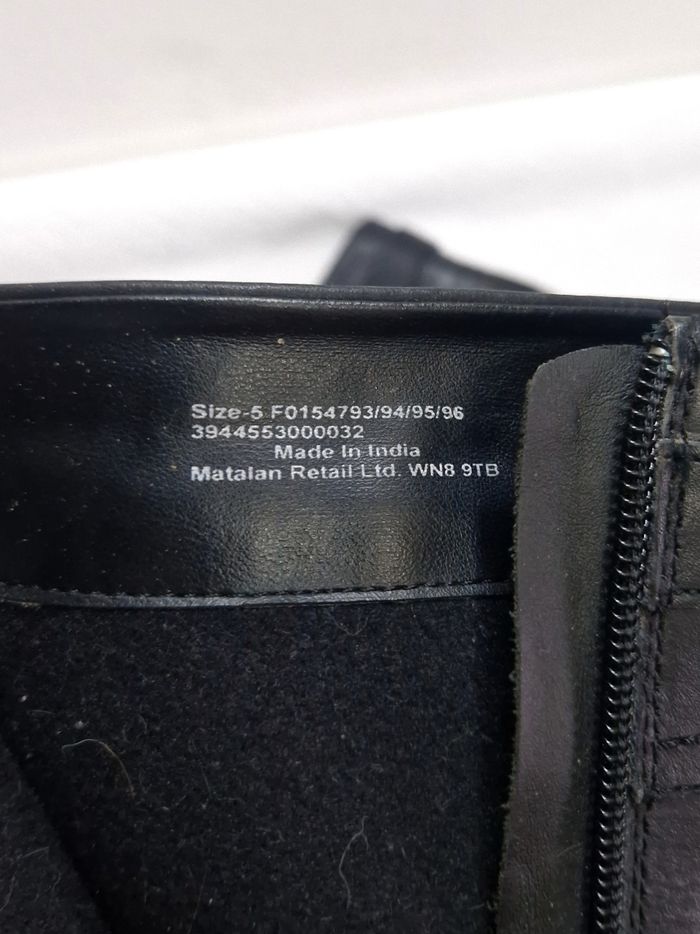 Size-5 F0154793/94/95/96
3944553000032
Made In India
Matalan Retail Ltd. WN8 9TB